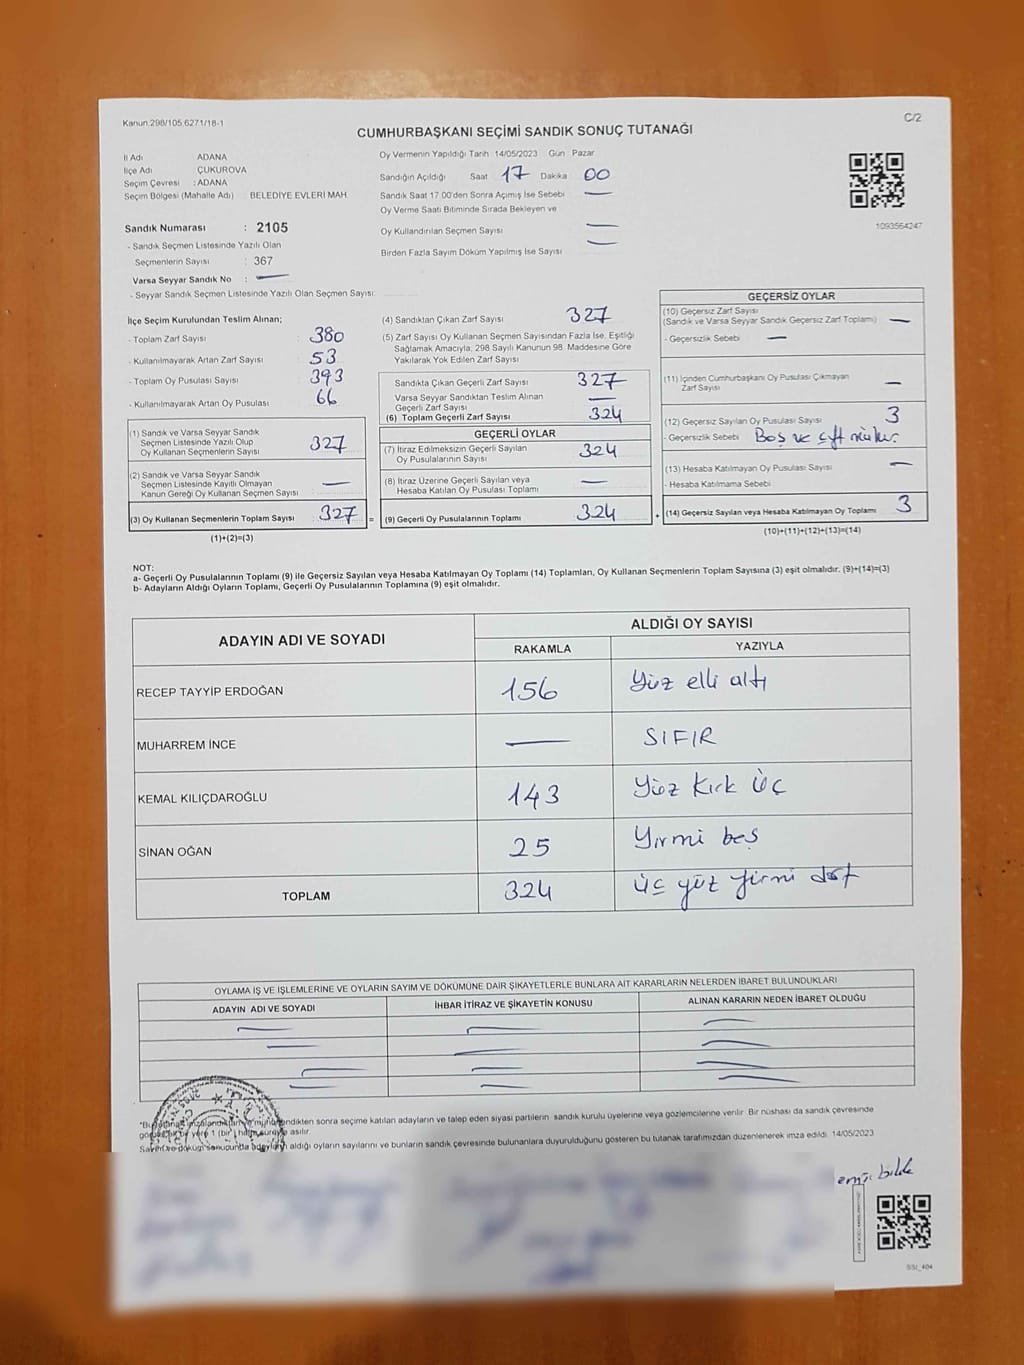 Kanun.298/105.6271/18-1
C/2
CUMHURBAŞKANI SEÇİMİ SANDIK SONUÇ TUTANAĞI
İl Adı ADANA
İlçe Adı ÇUKUROVA
Seçim Çevresi : ADANA
Seçim Bölgesi (Mahalle Adı) BELEDİYE EVLERİ MAH.
Sandık Numarası : 2105
- Sandık Seçmen Listesinde Yazılı Olan
Seçmenlerin Sayısı : 367
Varsa Seyyar Sandık No : —
- Seyyar Sandık Seçmen Listesinde Yazılı Olan Seçmen Sayısı:
Oy Vermenin Yapıldığı Tarih 14/05/2023 Gün : Pazar
Sandığın Açıldığı Saat 17 Dakika 00
Sandık Saat 17.00'den Sonra Açımış İse Sebebi —
Oy Verme Saati Bitiminde Sırada Bekleyen ve
Oy Kullandırılan Seçmen Sayısı —
Birden Fazla Sayım Döküm Yapılmış İse Sayısı —
1093564247
İlçe Seçim Kurulundan Teslim Alınan;
- Toplam Zarf Sayısı : 380
- Kullanılmayarak Artan Zarf Sayısı : 53
- Toplam Oy Pusulası Sayısı : 393
- Kullanılmayarak Artan Oy Pusulası : 66
(1) Sandık ve Varsa Seyyar Sandık
Seçmen Listesinde Yazılı Olup
Oy Kullanan Seçmenlerin Sayısı 327
(2) Sandık ve Varsa Seyyar Sandık
Seçmen Listesinde Kayıtlı Olmayan
Kanun Gereği Oy Kullanan Seçmen Sayısı —
(3) Oy Kullanan Seçmenlerin Toplam Sayısı 327 =
(1)+(2)=(3)
(4) Sandıktan Çıkan Zarf Sayısı 327
(5) Zarf Sayısı Oy Kullanan Seçmen Sayısından Fazla İse, Eşitliği
Sağlamak Amacıyla; 298 Sayılı Kanunun 98. Maddesine Göre
Yakılarak Yok Edilen Zarf Sayısı
Sandıkta Çıkan Geçerli Zarf Sayısı 327
Varsa Seyyar Sandıktan Teslim Alınan
Geçerli Zarf Sayısı —
(6) Toplam Geçerli Zarf Sayısı 324
GEÇERLİ OYLAR
(7) İtiraz Edilmeksizin Geçerli Sayılan
Oy Pusulalarının Sayısı 324
(8) İtiraz Üzerine Geçerli Sayılan veya
Hesaba Katılan Oy Pusulası Toplamı —
(9) Geçerli Oy Pusulalarının Toplamı 324 +
GEÇERSİZ OYLAR
(10) Geçersiz Zarf Sayısı
(Sandık ve Varsa Seyyar Sandık Geçersiz Zarf Toplamı) —
- Geçersizlik Sebebi : —
(11) İçinden Cumhurbaşkanı Oy Pusulası Çıkmayan
Zarf Sayısı —
(12) Geçersiz Sayılan Oy Pusulası Sayısı 3
- Geçersizlik Sebebi : Boş ve çift
(13) Hesaba Katılmayan Oy Pusulası Sayısı —
- Hesaba Katılmama Sebebi :
(14) Geçersiz Sayılan veya Hesaba Katılmayan Oy Toplamı 3
(10)+(11)+(12)+(13)=(14)
NOT:
a- Geçerli Oy Pusulalarının Toplamı (9) ile Geçersiz Sayılan veya Hesaba Katılmayan Oy Toplamı (14) Toplamları, Oy Kullanan Seçmenlerin Toplam Sayısına (3) eşit olmalıdır. (9)+(14)=(3)
b- Adayların Aldığı Oyların Toplamı, Geçerli Oy Pusulalarının Toplamına (9) eşit olmalıdır.
ADAYIN ADI VE SOYADI ALDIĞI OY SAYISI
RAKAMLA YAZIYLA
RECEP TAYYİP ERDOĞAN 156 Yüz elli altı
MUHARREM İNCE — SIFIR
KEMAL KILIÇDAROĞLU 143 Yüz Kırk Üç
SİNAN OĞAN 25 Yirmi beş
TOPLAM 324 Üç yüz yirmi dört
OYLAMA İŞ VE İŞLEMLERİNE VE OYLARIN SAYIM VE DÖKÜMÜNE DAİR ŞİKAYETLERLE BUNLARA AİT KARARLARIN NELERDEN İBARET BULUNDUKLARI
ADAYIN ADI VE SOYADI İHBAR İTİRAZ VE ŞİKAYETİN KONUSU ALINAN KARARIN NEDEN İBARET OLDUĞU
sonra seçime katılan adayların ve talep eden siyasi partilerin sandık kurulu üyelerine veya gözlemcilerine verilir. Bir nüshası da sandık çevresinde
1 (bir) hafta süreyle asılır.
aldığı oyların sayılarını ve bunların sandık çevresinde bulunanlara duyurulduğunu gösteren bu tutanak tarafımızdan düzenlenerek imza edildi. 14/05/2023
SSI_404